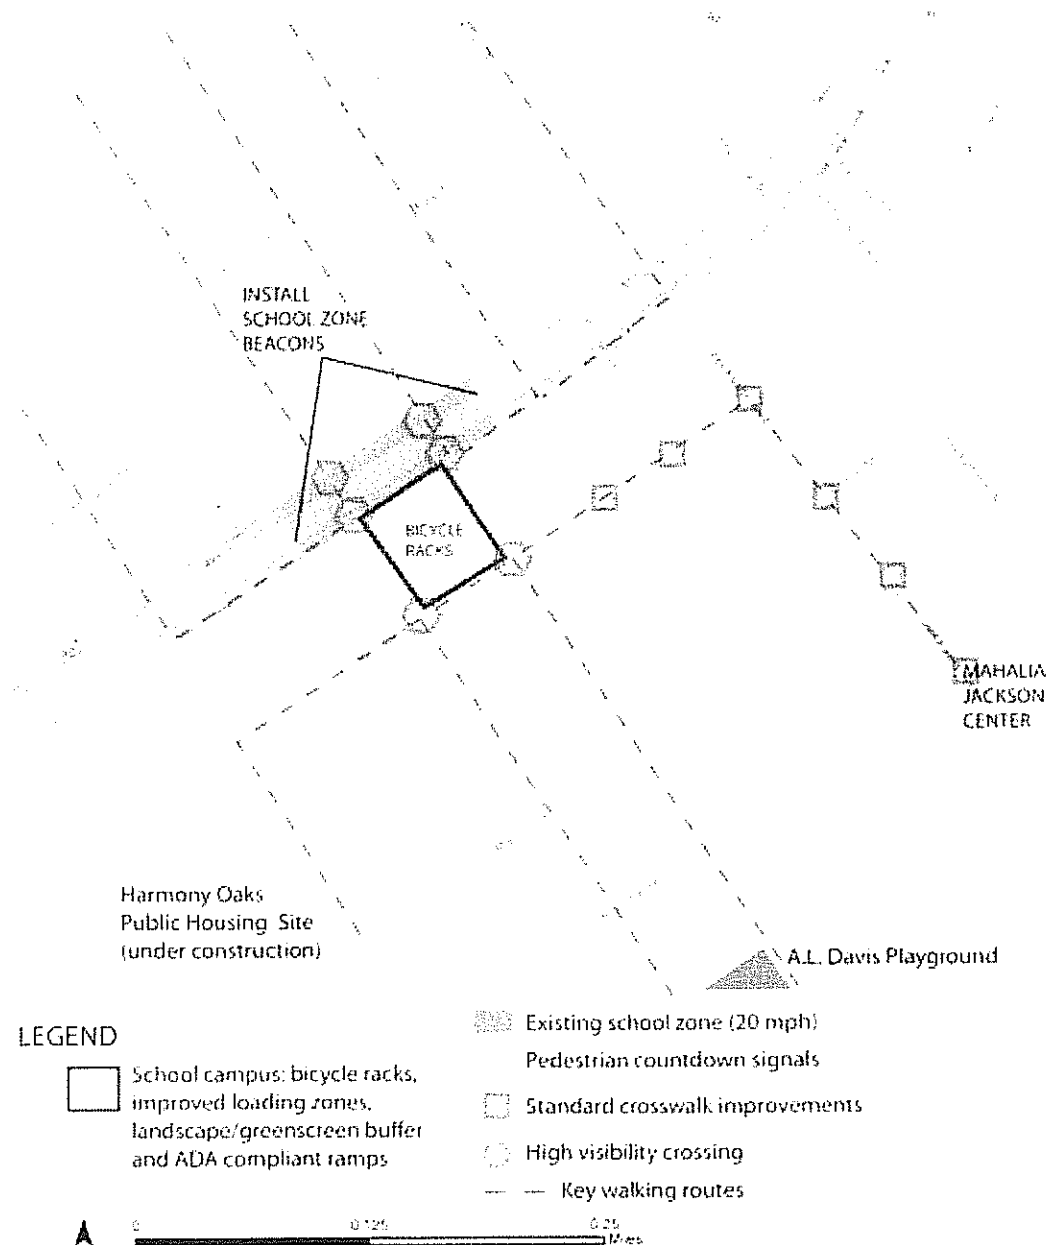 INSTALL
SCHOOL ZONE
BEACONS
BICYCLE
RACKS
MAHALIA
JACKSON
CENTER
Harmony Oaks
Public Housing Site
(under construction)
A.L. Davis Playground
LEGEND
School campus: bicycle racks,
improved loading zones,
landscape/greenscreen buffer
and ADA compliant ramps
Existing school zone (20 mph)
Pedestrian countdown signals
Standard crosswalk improvements
High visibility crossing
Key walking routes
0 0.125 0.25
Miles